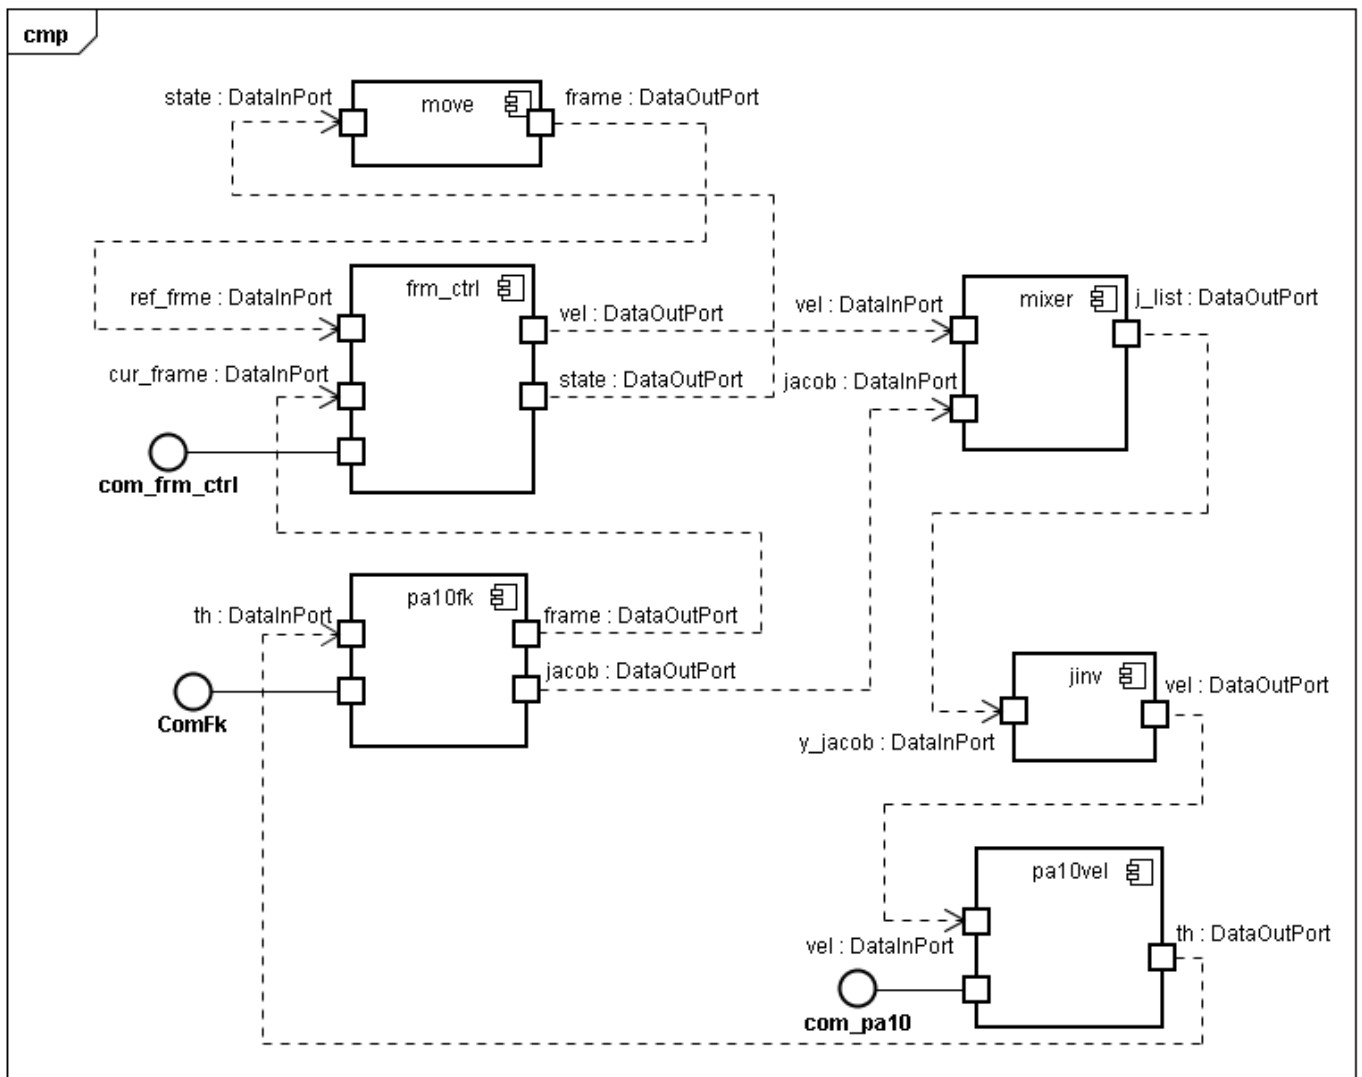 cmp
state : DataInPort
move
frame : DataOutPort
ref_frme : DataInPort
frm_ctrl
vel : DataOutPort
cur_frame : DataInPort
state : DataOutPort
com_frm_ctrl
vel : DataInPort
mixer
j_list : DataOutPort
jacob : DataInPort
th : DataInPort
pa10fk
frame : DataOutPort
jacob : DataOutPort
ComFk
jinv
vel : DataOutPort
y_jacob : DataInPort
pa10vel
th : DataOutPort
vel : DataInPort
com_pa10